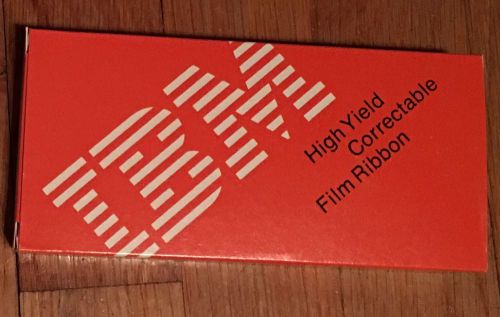 IBM
High Yield
Correctable
Film Ribbon